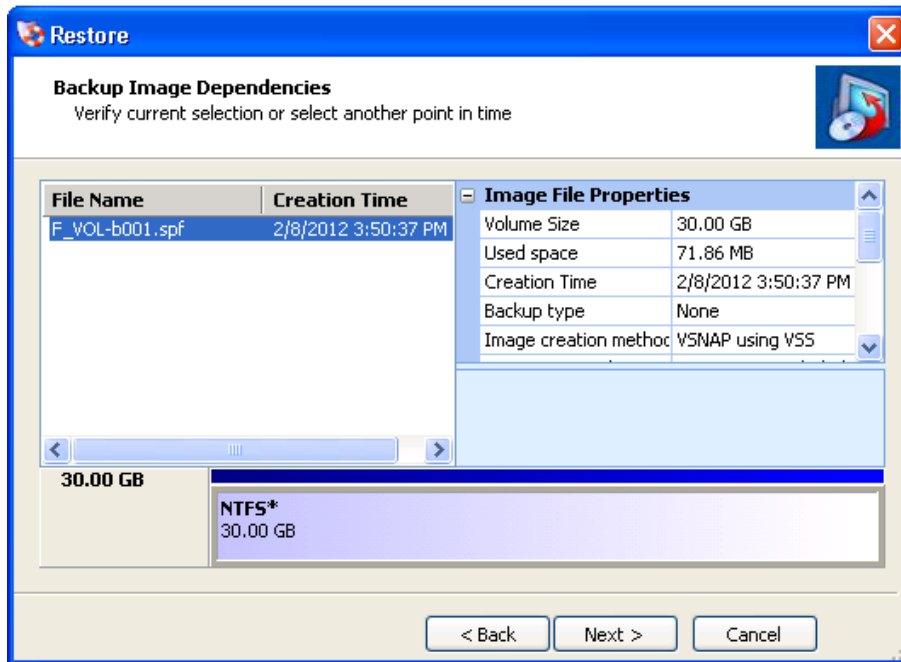 Restore
Backup Image Dependencies
Verify current selection or select another point in time
File Name Creation Time
F_VOL-b001.spf 2/8/2012 3:50:37 PM
Image File Properties
Volume Size 30.00 GB
Used space 71.86 MB
Creation Time 2/8/2012 3:50:37 PM
Backup type None
Image creation method VSNAP using VSS
30.00 GB
NTFS*
30.00 GB
< Back Next > Cancel